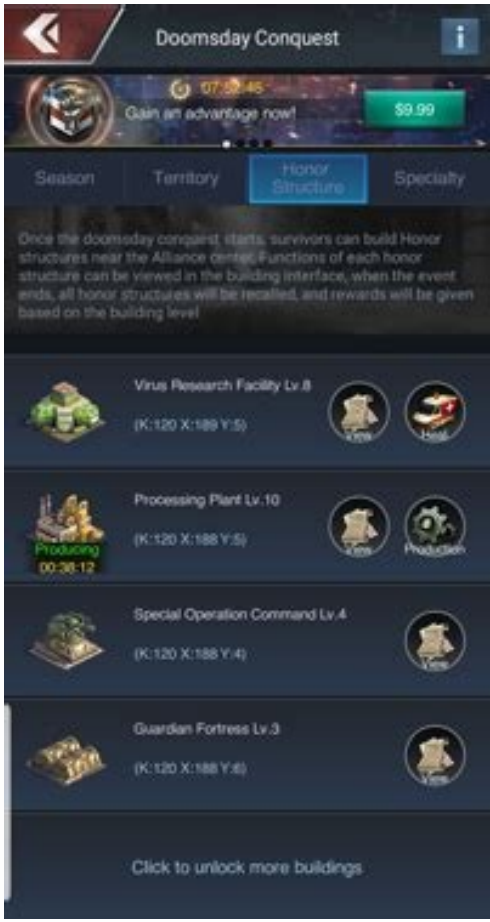 Doomsday Conquest
i
07:52:46
Gain an advantage now!
$9.99
Season
Territory
Honor
Structure
Specialty
Once the doomsday conquest starts, survivors can build Honor
structures near the Alliance center. Functions of each honor
structure can be viewed in the building interface, when the event
ends, all honor structures will be recalled, and rewards will be given
based on the building level
Virus Research Facility Lv.8
(K:120 X:189 Y:5)
View
Heal
Processing Plant Lv.10
(K:120 X:188 Y:5)
Producing
00:38:12
View
Production
Special Operation Command Lv.4
(K:120 X:188 Y:4)
View
Guardian Fortress Lv.3
(K:120 X:188 Y:6)
View
Click to unlock more buildings